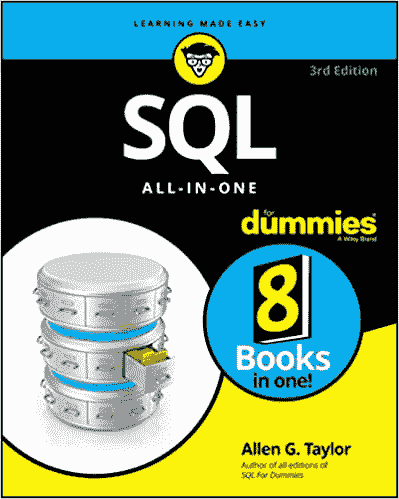 LEARNING MADE EASY
3rd Edition
SQL
ALL-IN-ONE
for
dummies
A Wiley Brand
8
Books
in one!
Allen G. Taylor
Author of all editions of
SQL For Dummies